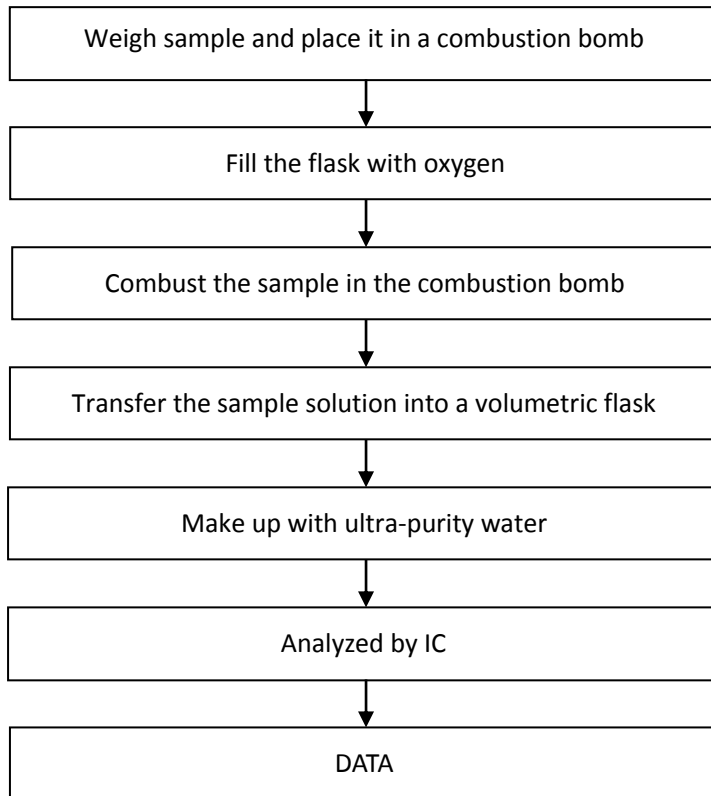 Weigh sample and place it in a combustion bomb
Fill the flask with oxygen
Combust the sample in the combustion bomb
Transfer the sample solution into a volumetric flask
Make up with ultra-purity water
Analyzed by IC
DATA